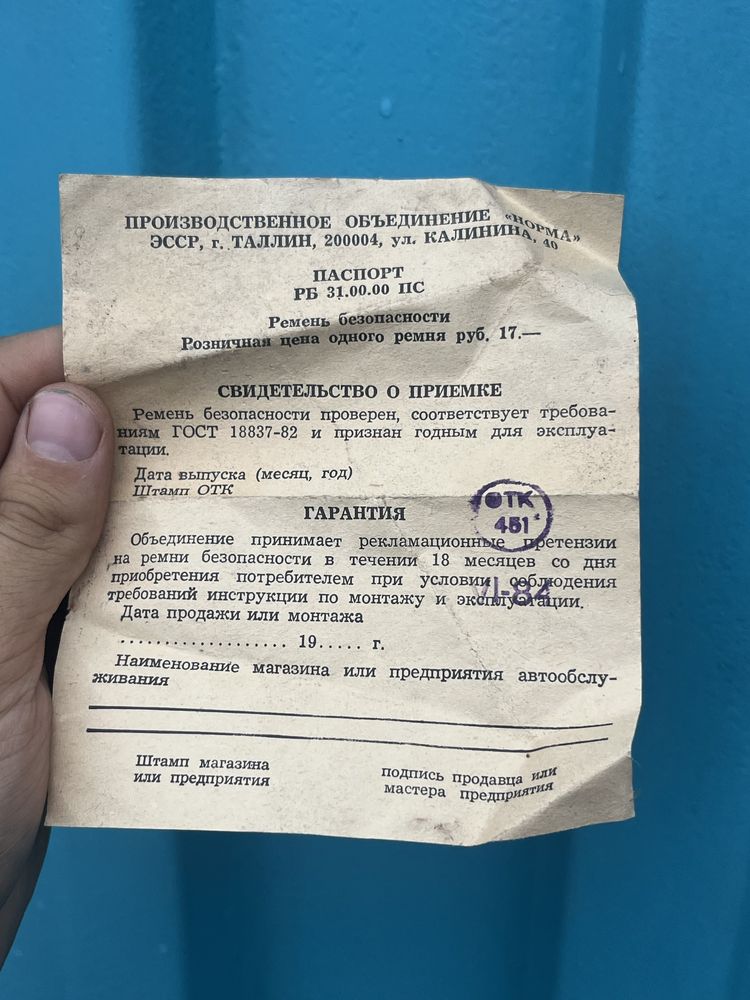 ПРОИЗВОДСТВЕННОЕ ОБЪЕДИНЕНИЕ «НОРМА»
ЭССР, г. ТАЛЛИН, 200004, ул. КАЛИНИНА, 40
ПАСПОРТ
РБ 31.00.00 ПС
Ремень безопасности
Розничная цена одного ремня руб. 17.—
СВИДЕТЕЛЬСТВО О ПРИЕМКЕ
Ремень безопасности проверен, соответствует требова-
ниям ГОСТ 18837-82 и признан годным для эксплуа-
тации.
Дата выпуска (месяц, год)
Штамп ОТК
ОТК
451
ГАРАНТИЯ
Объединение принимает рекламационные претензии
на ремни безопасности в течении 18 месяцев со дня
приобретения потребителем при условии соблюдения
требований инструкции по монтажу и эксплуатации.
VI-84
Дата продажи или монтажа
................... 19..... г.
Наименование магазина или предприятия автообслу-
живания
Штамп магазина
или предприятия
подпись продавца или
мастера предприятия